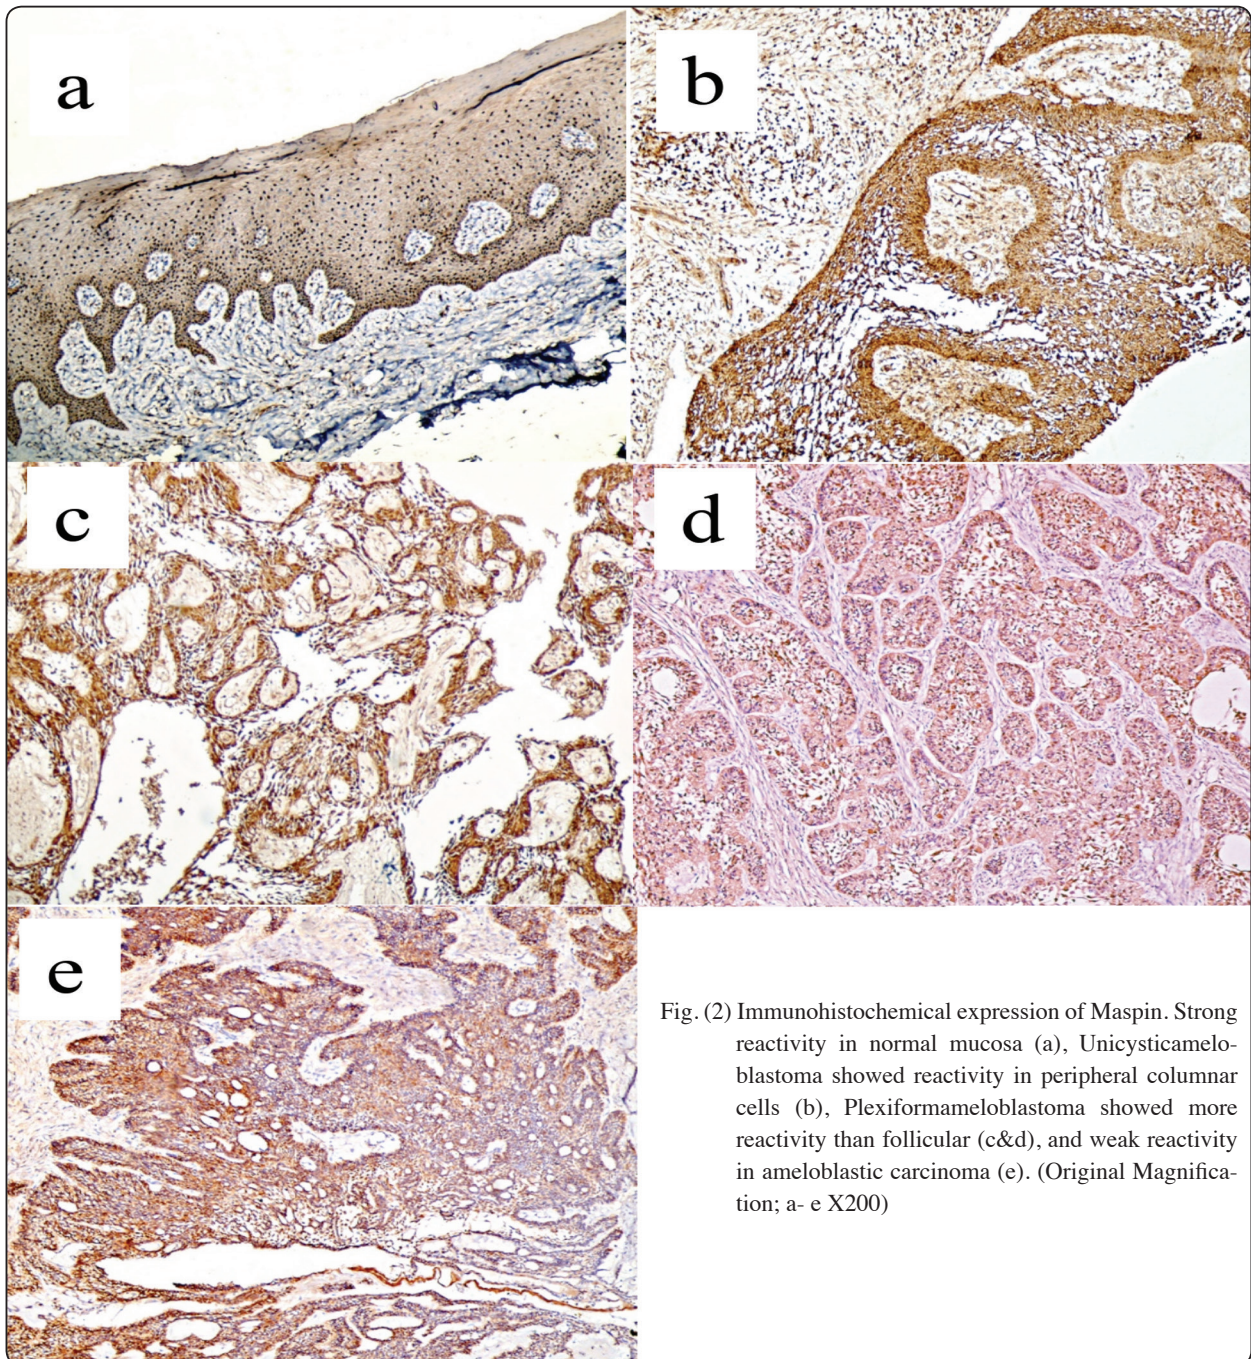 a
b
c
d
e
Fig. (2) Immunohistochemical expression of Maspin. Strong
reactivity in normal mucosa (a), Unicysticamelo-
blastoma showed reactivity in peripheral columnar
cells (b), Plexiformameloblastoma showed more
reactivity than follicular (c&d), and weak reactivity
in ameloblastic carcinoma (e). (Original Magnifica-
tion; a- e X200)